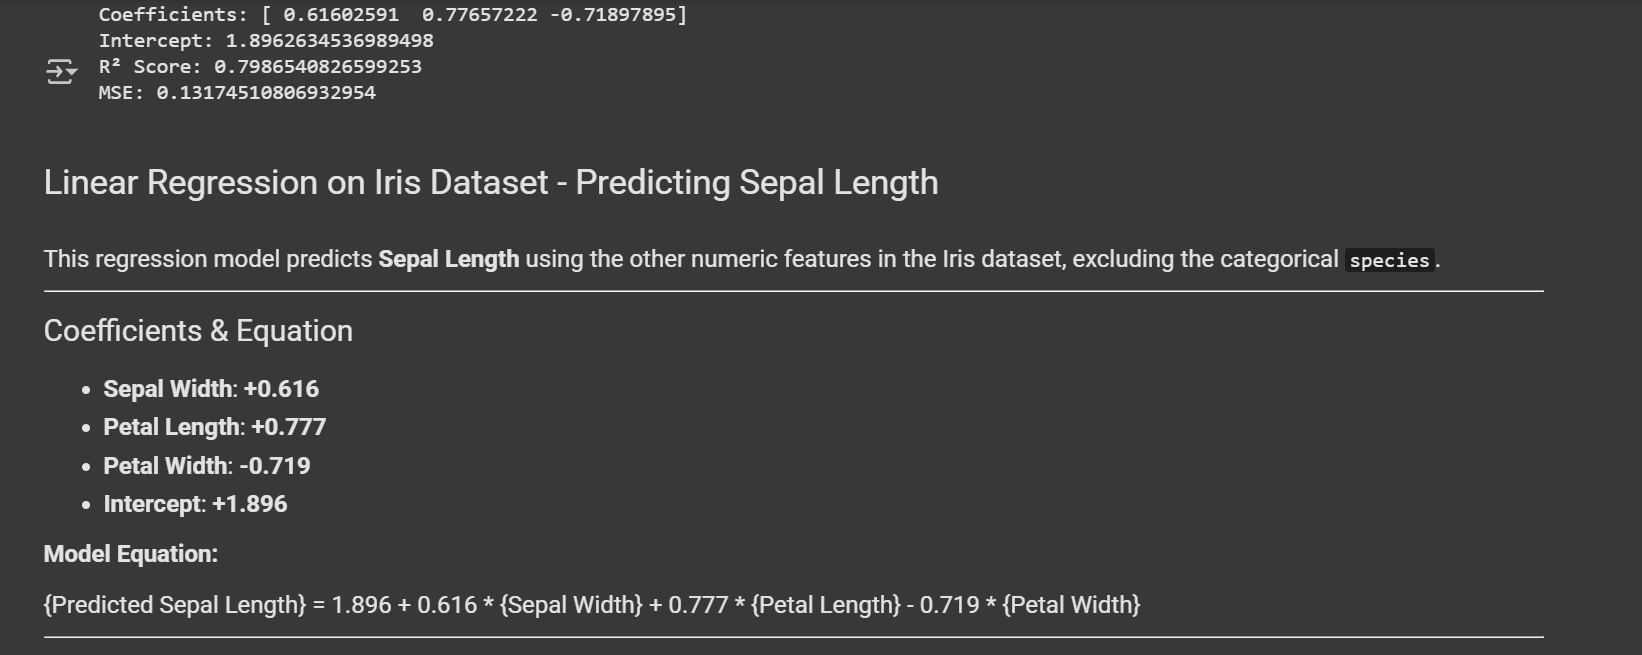 Coefficients: [ 0.61602591  0.77657222 -0.71897895]
Intercept: 1.8962634536989498
R² Score: 0.7986540826599253
MSE: 0.13174510806932954
Linear Regression on Iris Dataset - Predicting Sepal Length
This regression model predicts Sepal Length using the other numeric features in the Iris dataset, excluding the categorical species.
Coefficients & Equation
• Sepal Width: +0.616
• Petal Length: +0.777
• Petal Width: -0.719
• Intercept: +1.896
Model Equation:
{Predicted Sepal Length} = 1.896 + 0.616 * {Sepal Width} + 0.777 * {Petal Length} - 0.719 * {Petal Width}